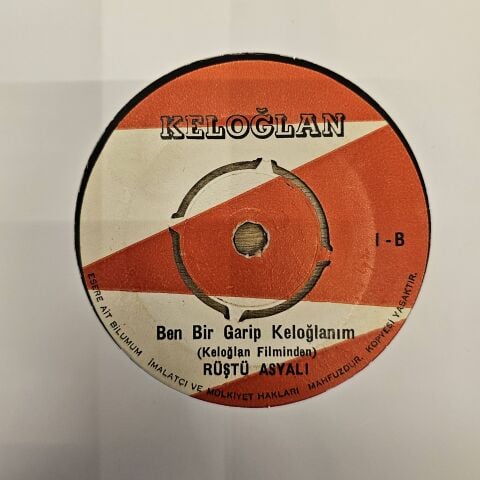 KELOĞLAN
1-B
Ben Bir Garip Keloğlanım
(Keloğlan Filminden)
RÜŞTÜ ASYALI
ESERE AİT BİLUMUM İMALATÇI VE MÜLKİYET HAKLARI MAHFUZDUR. KOPYESİ YASAKTIR.